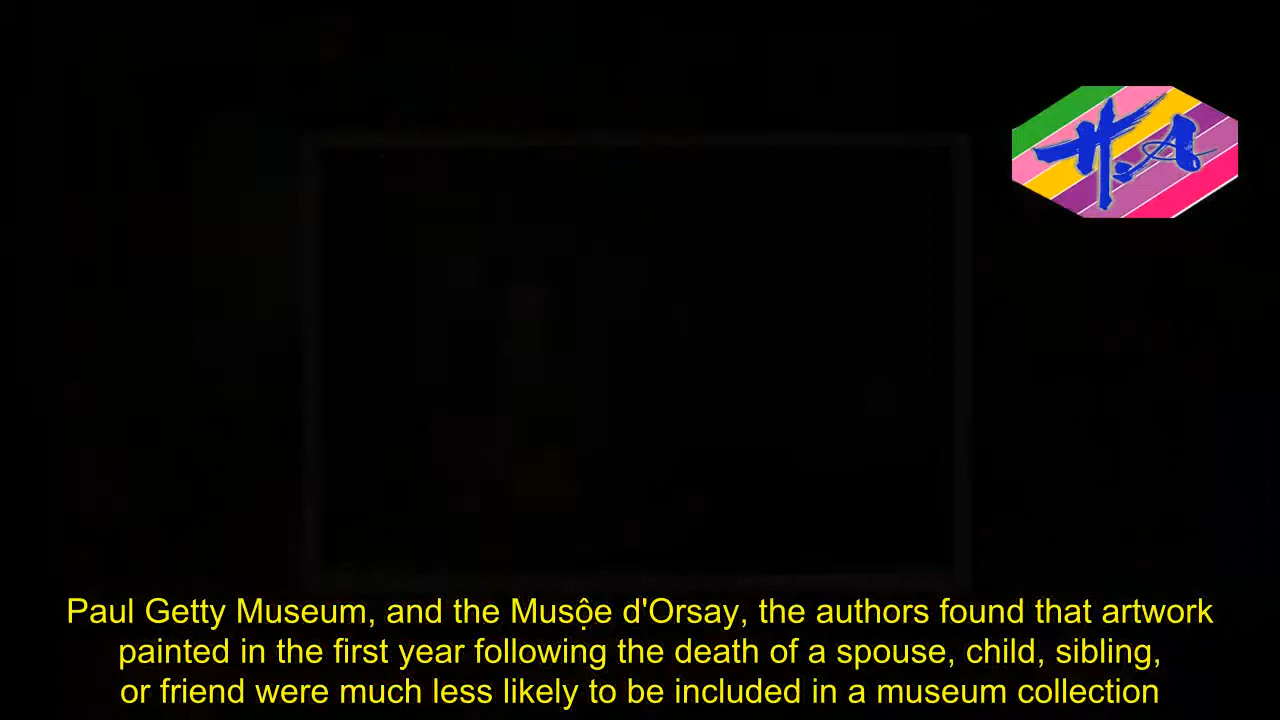 H.A
Paul Getty Museum, and the Musộe d'Orsay, the authors found that artwork
painted in the first year following the death of a spouse, child, sibling,
or friend were much less likely to be included in a museum collection